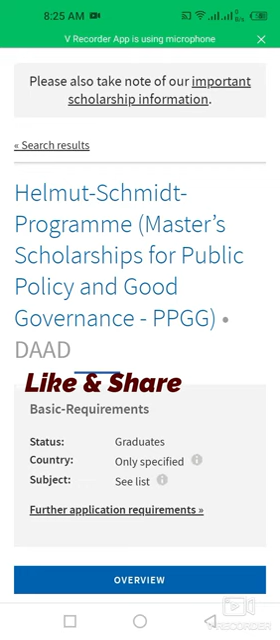 8:25 AM
V Recorder App is using microphone
Please also take note of our important
scholarship information.
« Search results
Helmut-Schmidt-
Programme (Master's
Scholarships for Public
Policy and Good
Governance - PPGG) •
DAAD
Like & Share
Basic-Requirements
Status: Graduates
Country: Only specified
Subject: See list
Further application requirements »
OVERVIEW
V RECORDER